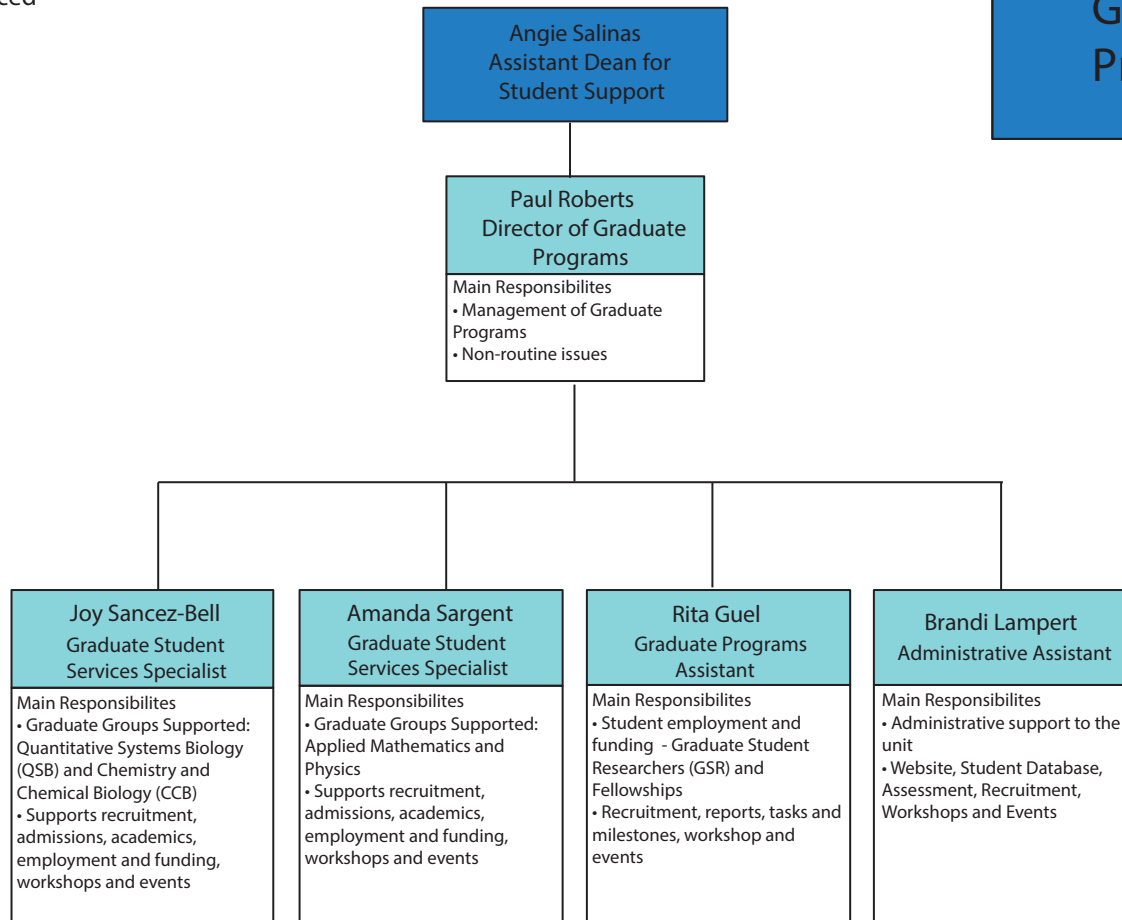 Angie Salinas
Assistant Dean for
Student Support
Paul Roberts
Director of Graduate
Programs
Main Responsibilites
• Management of Graduate
Programs
• Non-routine issues
Joy Sancez-Bell
Graduate Student
Services Specialist
Main Responsibilites
• Graduate Groups Supported:
Quantitative Systems Biology
(QSB) and Chemistry and
Chemical Biology (CCB)
• Supports recruitment,
admissions, academics,
employment and funding,
workshops and events
Amanda Sargent
Graduate Student
Services Specialist
Main Responsibilites
• Graduate Groups Supported:
Applied Mathematics and
Physics
• Supports recruitment,
admissions, academics,
employment and funding,
workshops and events
Rita Guel
Graduate Programs
Assistant
Main Responsibilites
• Student employment and
funding - Graduate Student
Researchers (GSR) and
Fellowships
• Recruitment, reports, tasks and
milestones, workshop and
events
Brandi Lampert
Administrative Assistant
Main Responsibilites
• Administrative support to the
unit
• Website, Student Database,
Assessment, Recruitment,
Workshops and Events